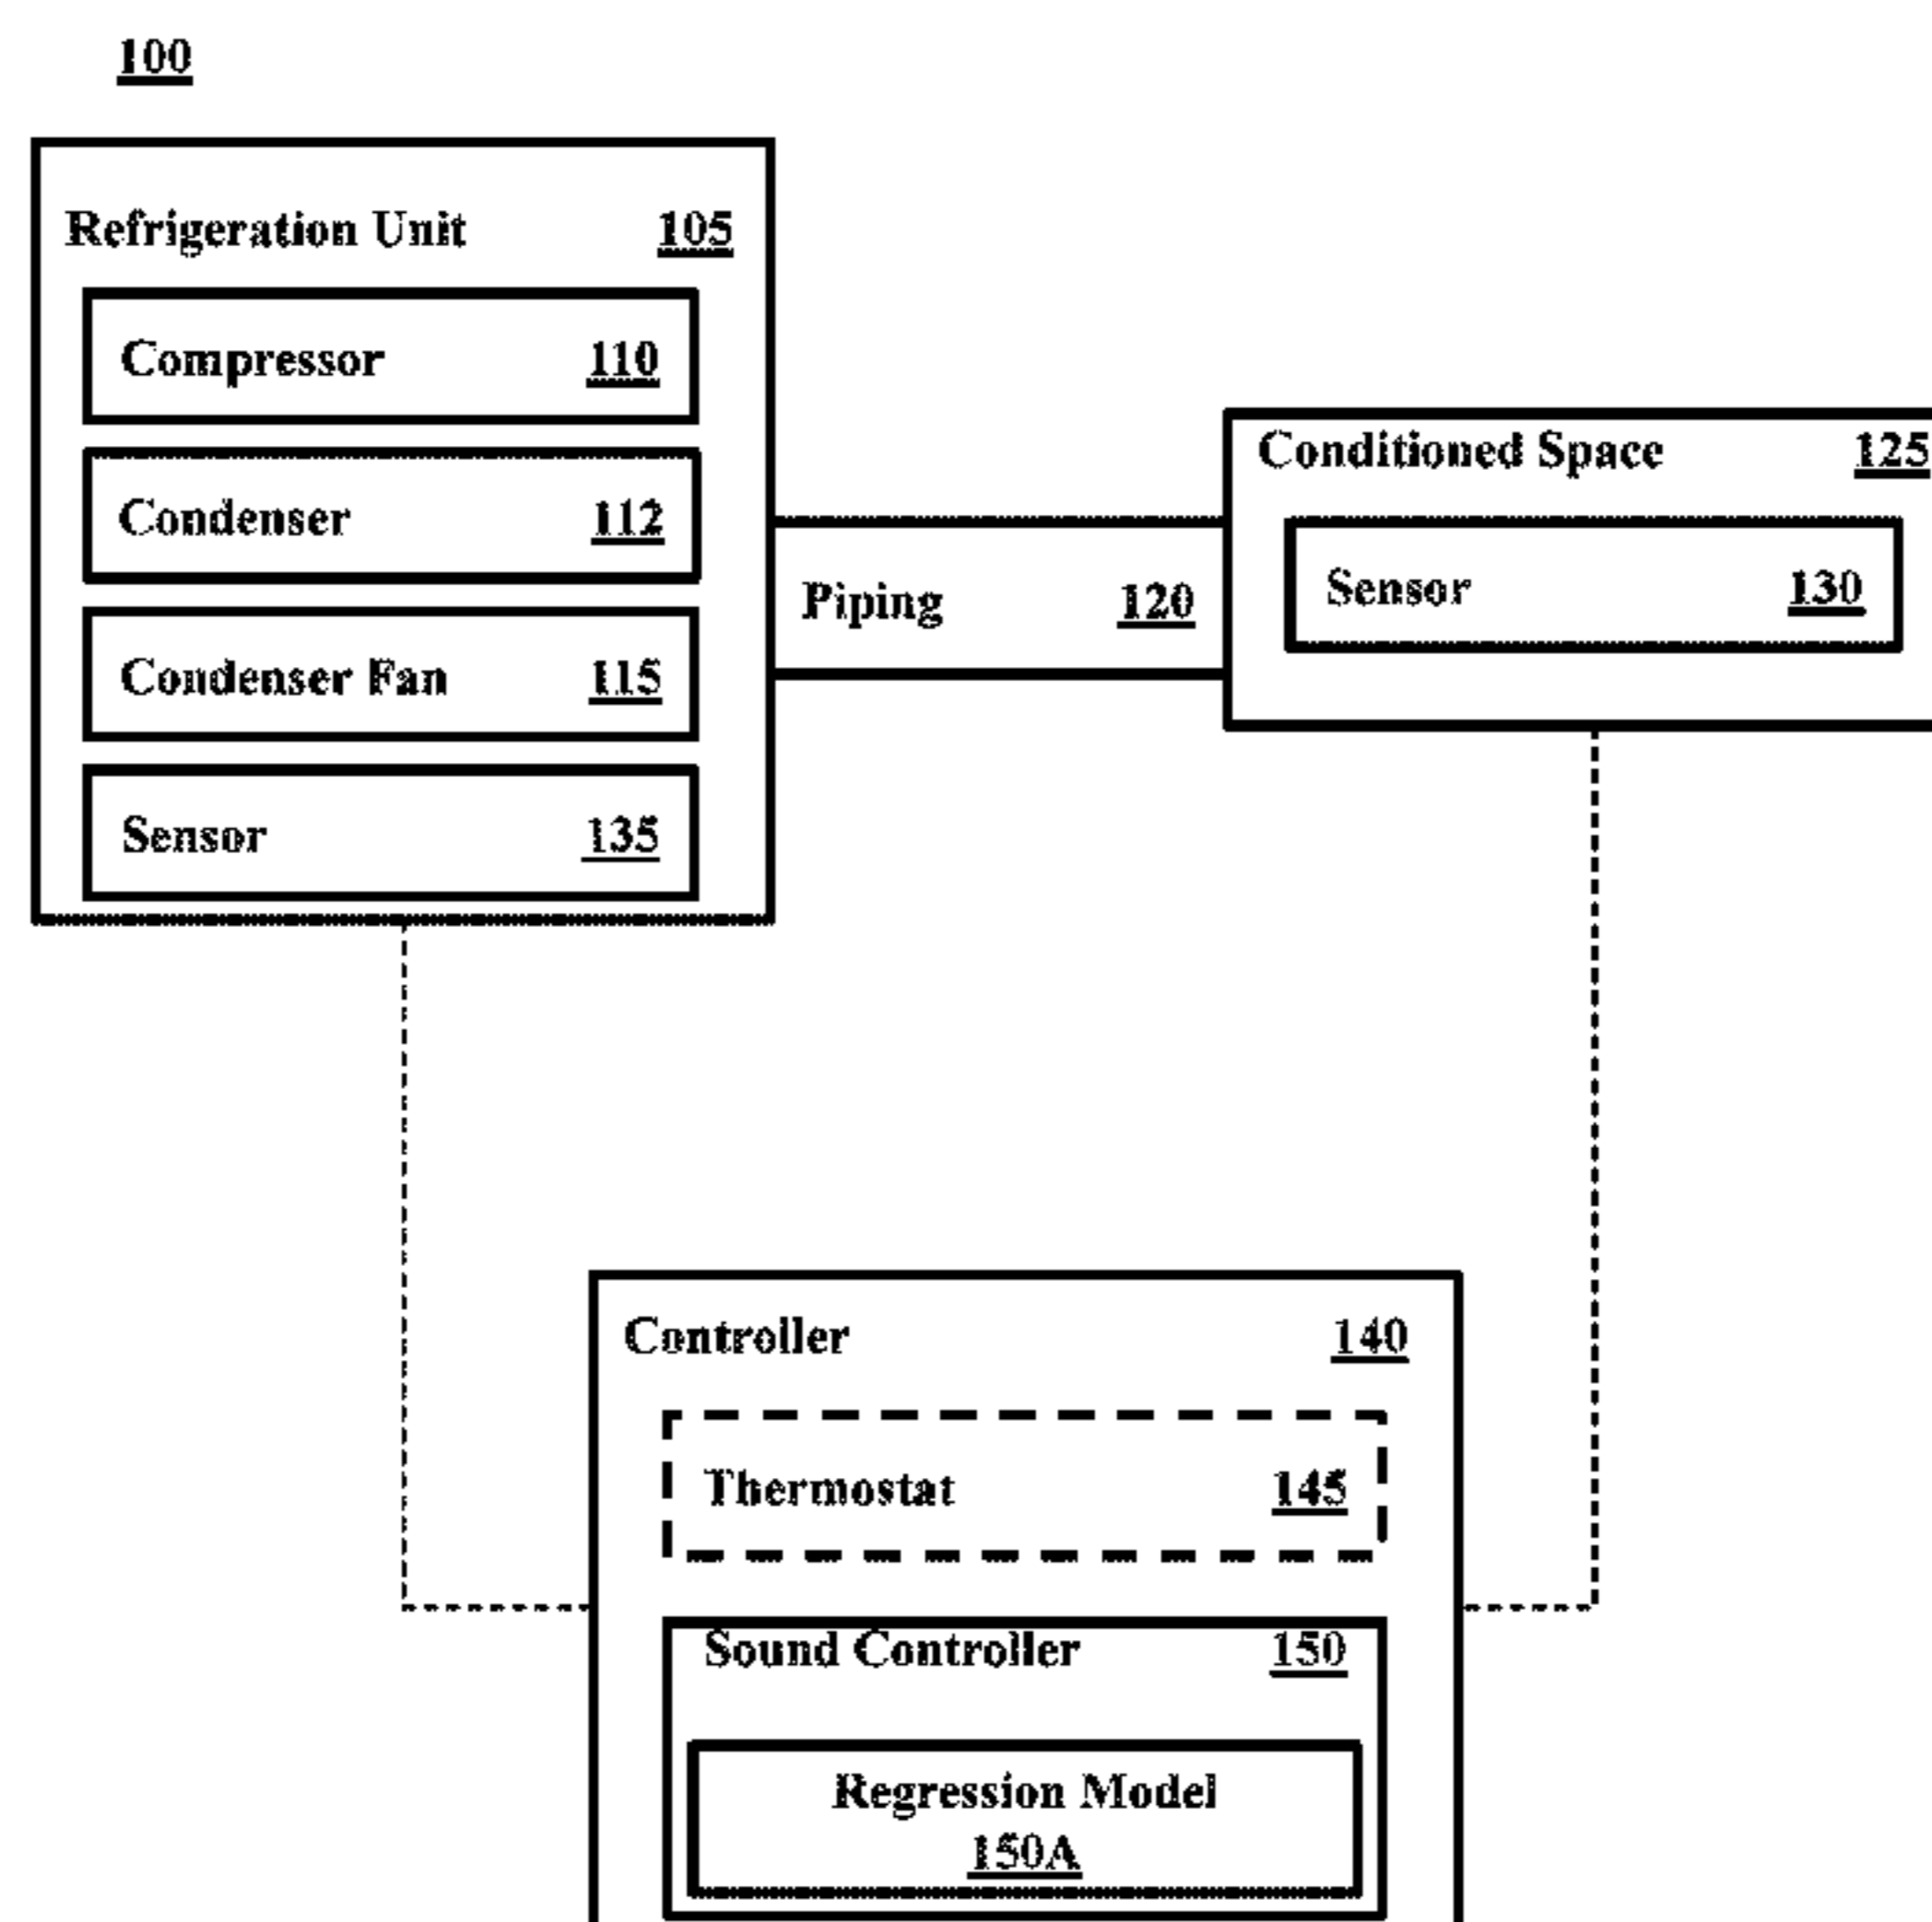 100
Refrigeration Unit 105
Compressor 110
Condenser 112
Condenser Fan 115
Sensor 135
Piping 120
Conditioned Space 125
Sensor 130
Controller 140
Thermostat 145
Sound Controller 150
Regression Model
150A